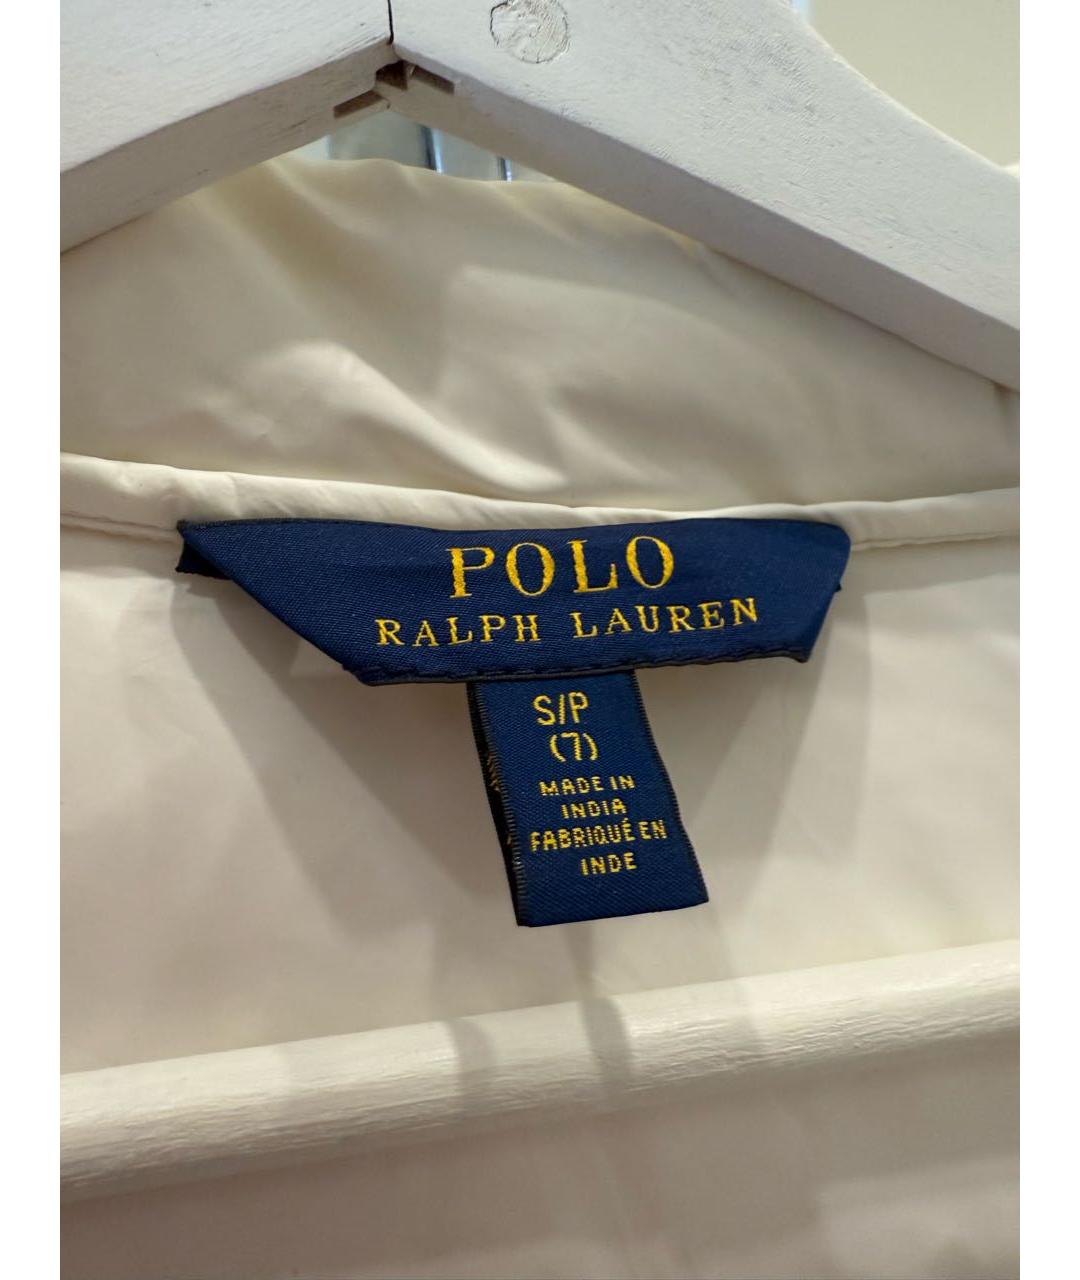 POLO
RALPH LAUREN
S/P
(7)
MADE IN
INDIA
FABRIQUÉ EN
INDE